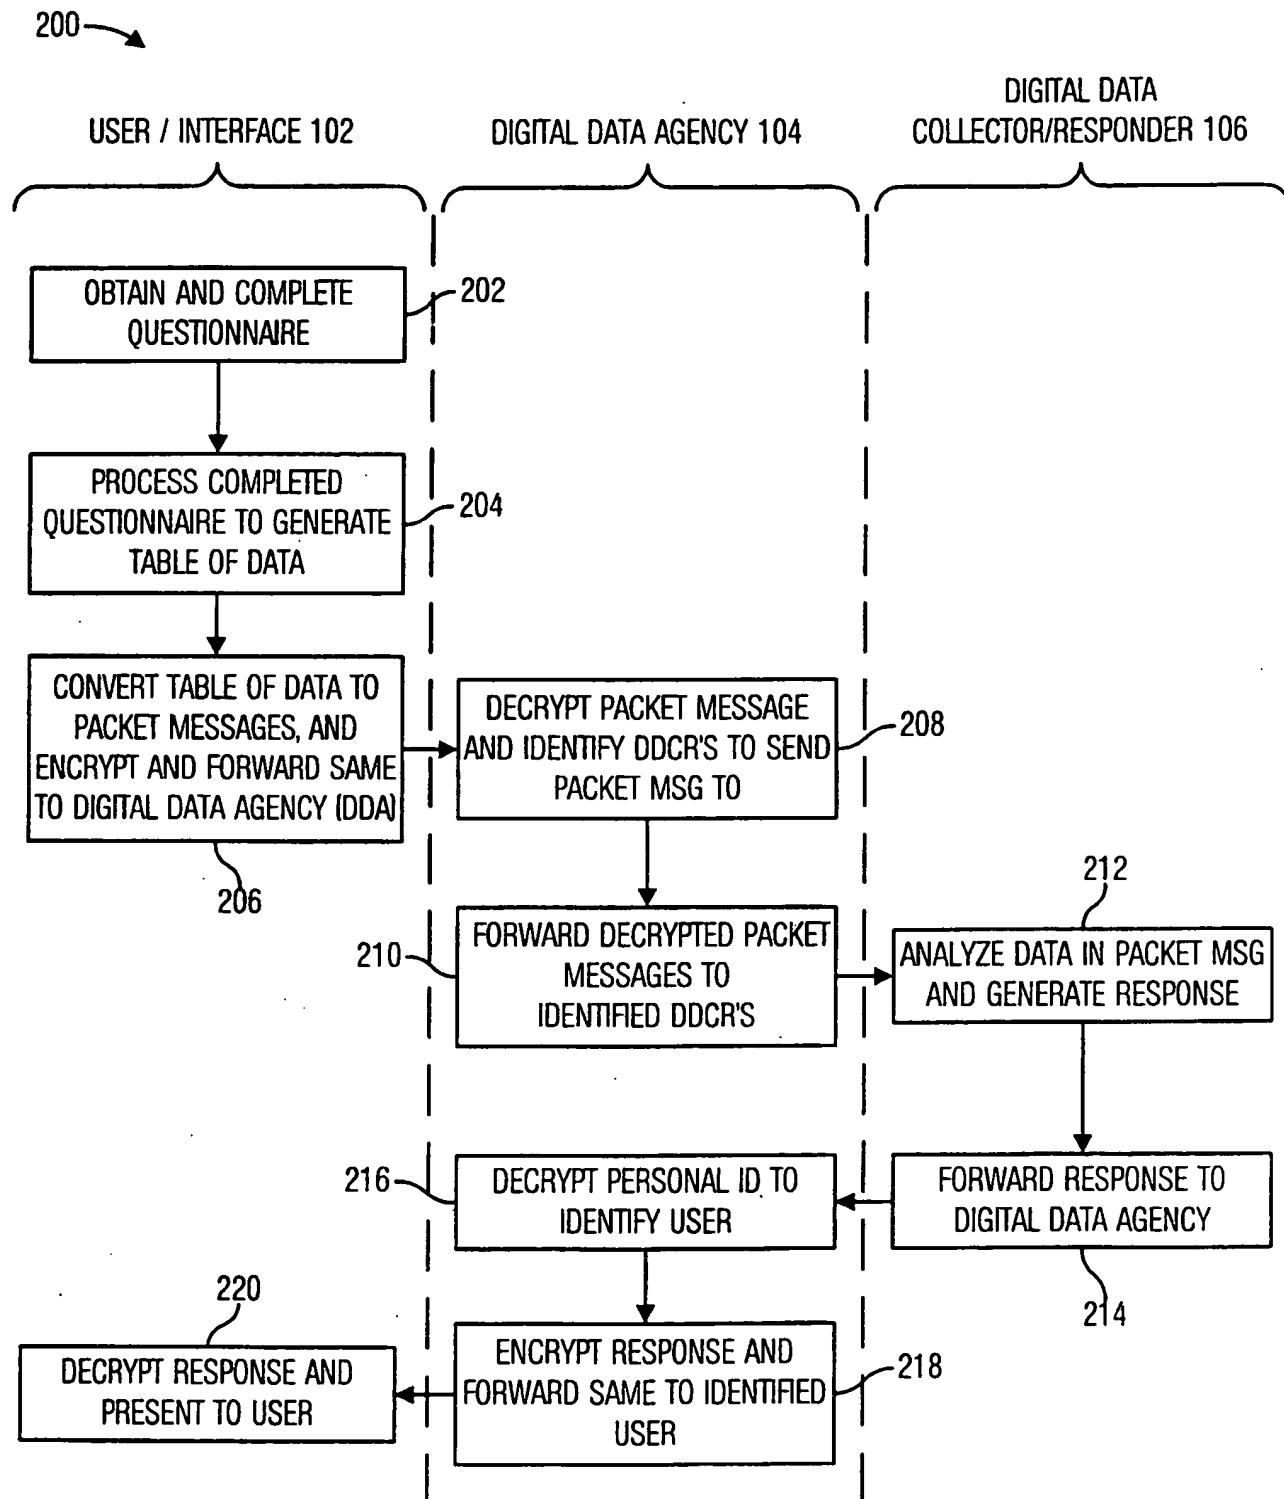 200
USER / INTERFACE 102
DIGITAL DATA AGENCY 104
DIGITAL DATA
COLLECTOR/RESPONDER 106
OBTAIN AND COMPLETE
QUESTIONNAIRE
202
PROCESS COMPLETED
QUESTIONNAIRE TO GENERATE
TABLE OF DATA
204
CONVERT TABLE OF DATA TO
PACKET MESSAGES, AND
ENCRYPT AND FORWARD SAME
TO DIGITAL DATA AGENCY (DDA)
206
DECRYPT PACKET MESSAGE
AND IDENTIFY DDCR'S TO SEND
PACKET MSG TO
208
210
FORWARD DECRYPTED PACKET
MESSAGES TO
IDENTIFIED DDCR'S
212
ANALYZE DATA IN PACKET MSG
AND GENERATE RESPONSE
FORWARD RESPONSE TO
DIGITAL DATA AGENCY
214
216
DECRYPT PERSONAL ID TO
IDENTIFY USER
ENCRYPT RESPONSE AND
FORWARD SAME TO IDENTIFIED
USER
218
220
DECRYPT RESPONSE AND
PRESENT TO USER